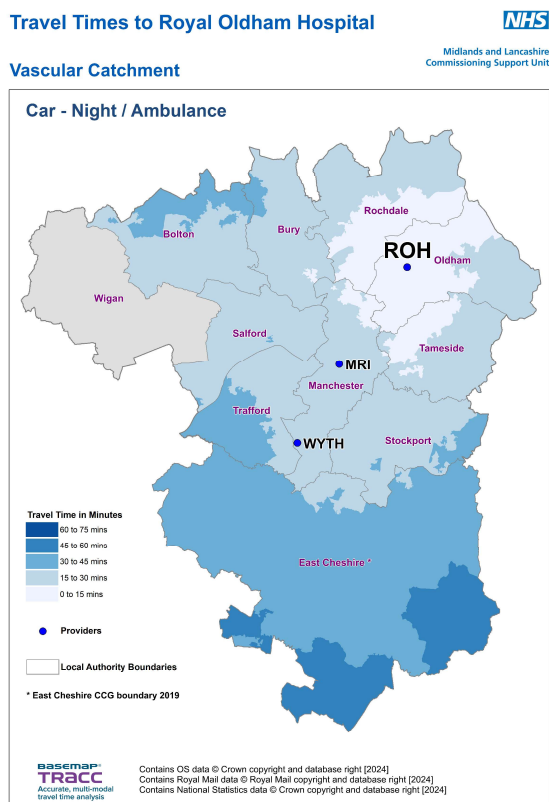 Travel Times to Royal Oldham Hospital
NHS
Midlands and Lancashire
Commissioning Support Unit
Vascular Catchment
Car - Night / Ambulance
Rochdale
Bury
Bolton
ROH
Oldham
Wigan
Salford
Tameside
MRI
Manchester
Trafford
WYTH
Stockport
East Cheshire *
Travel Time in Minutes
60 to 75 mins
45 to 60 mins
30 to 45 mins
15 to 30 mins
0 to 15 mins
Providers
Local Authority Boundaries
* East Cheshire CCG boundary 2019
BASEMAP®
TRACC
Accurate, multi-modal
travel time analysis
Contains OS data © Crown copyright and database right [2024]
Contains Royal Mail data © Royal Mail copyright and database right [2024]
Contains National Statistics data © Crown copyright and database right [2024]